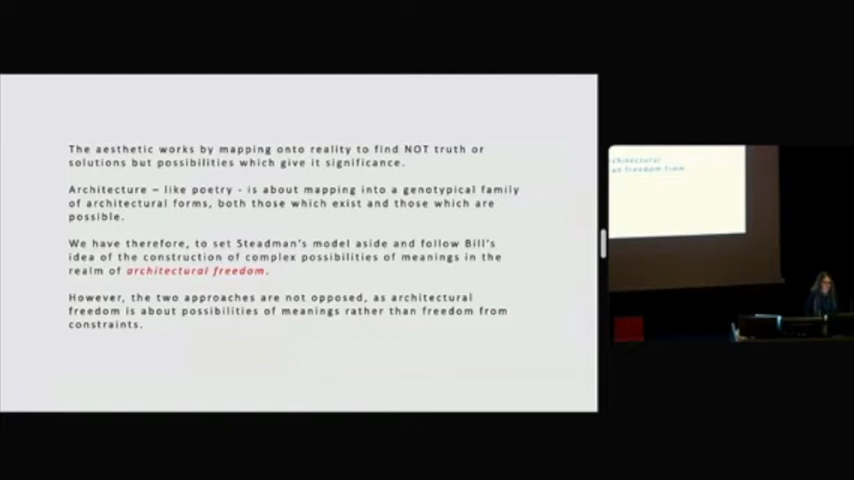 The aesthetic works by mapping onto reality to find NOT truth or
solutions but possibilities which give it significance.
Architecture – like poetry - is about mapping into a genotypical family
of architectural forms, both those which exist and those which are
possible.
We have therefore, to set Steadman's model aside and follow Bill's
idea of the construction of complex possibilities of meanings in the
realm of architectural freedom.
However, the two approaches are not opposed, as architectural
freedom is about possibilities of meanings rather than freedom from
constraints.
chitectural
an freedom from